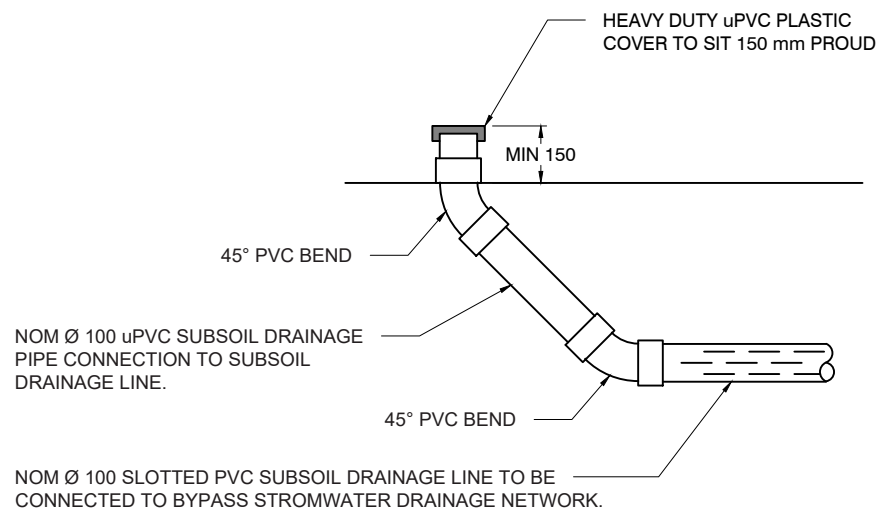 HEAVY DUTY uPVC PLASTIC
COVER TO SIT 150 mm PROUD
MIN 150
45° PVC BEND
NOM Ø 100 uPVC SUBSOIL DRAINAGE
PIPE CONNECTION TO SUBSOIL
DRAINAGE LINE.
45° PVC BEND
NOM Ø 100 SLOTTED PVC SUBSOIL DRAINAGE LINE TO BE
CONNECTED TO BYPASS STROMWATER DRAINAGE NETWORK.